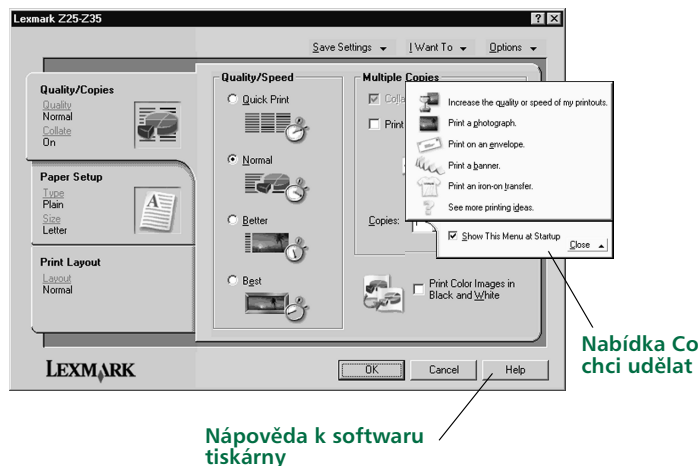 Lexmark Z25-Z35
Save Settings
I Want To
Options
Quality/Copies
Quality
Normal
Collate
On
Paper Setup
Type
Plain
Size
Letter
Print Layout
Layout
Normal
Quality/Speed
Quick Print
Normal
Better
Best
Multiple Copies
Print
Copies:
Increase the quality or speed of my printouts.
Print a photograph.
Print on an envelope.
Print a banner.
Print an iron-on transfer.
See more printing ideas.
Show This Menu at Startup
Close
Print Color Images in
Black and White
LEXMARK
OK
Cancel
Help
Nabídka Co
chci udělat
Nápověda k softwaru
tiskárny